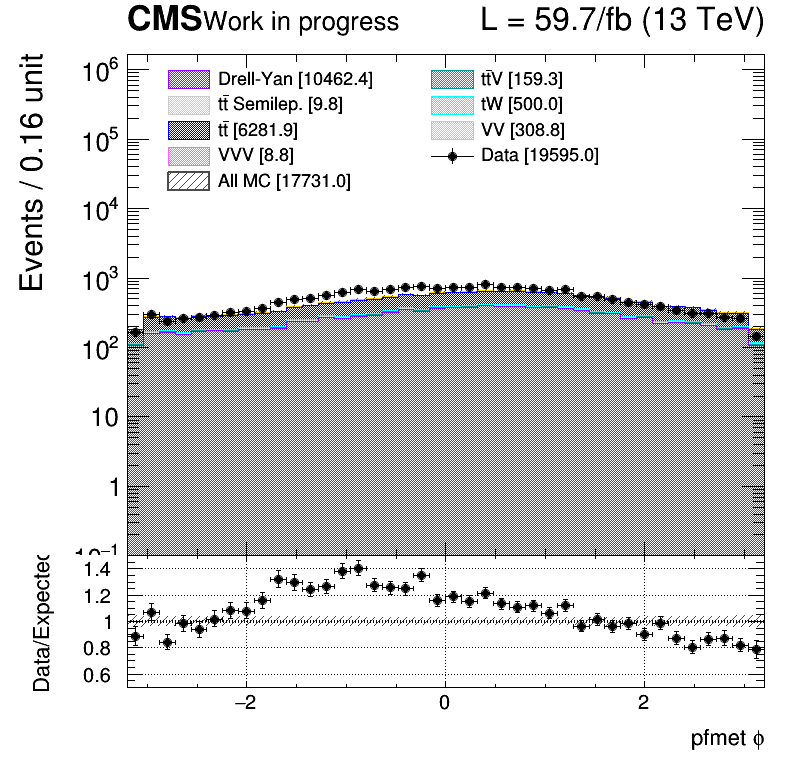 CMS Work in progress L = 59.7/fb (13 TeV)
Events / 0.16 unit
10⁶
10⁵
10⁴
10³
10²
10
1
10⁻¹
Drell-Yan [10462.4]
tt̄ Semilep. [9.8]
tt̄ [6281.9]
VVV [8.8]
All MC [17731.0]
tt̄V [159.3]
tW [500.0]
VV [308.8]
Data [19595.0]
Data/Expected
1.4
1.2
1
0.8
0.6
−2 0 2
pfmet ϕ